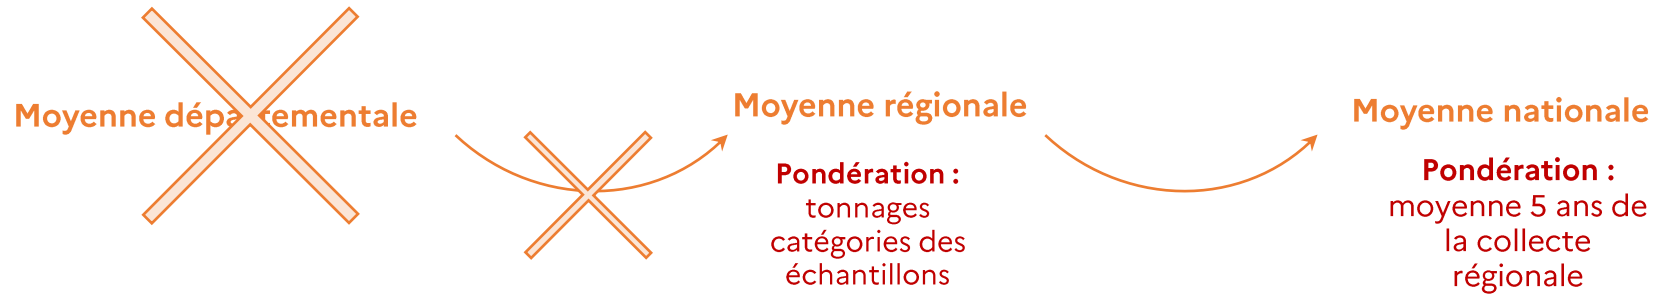 Moyenne départementale
Moyenne régionale
Pondération :
tonnages
catégories des
échantillons
Moyenne nationale
Pondération :
moyenne 5 ans de
la collecte
régionale